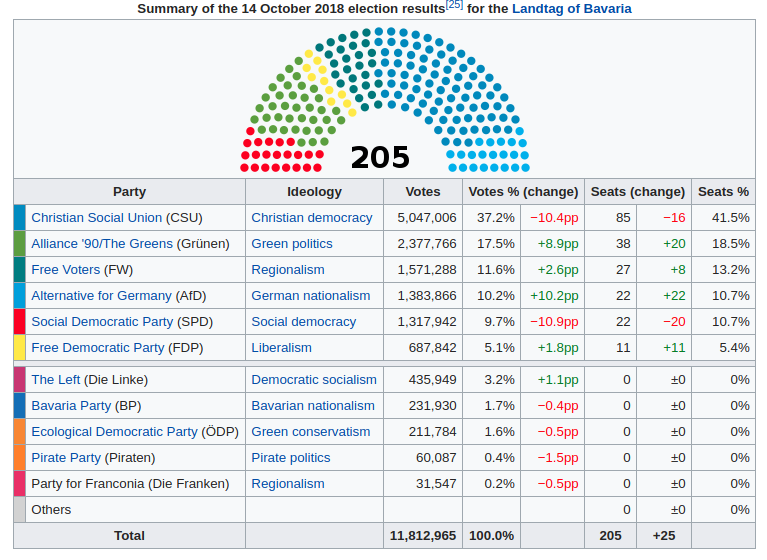 Summary of the 14 October 2018 election results[25] for the Landtag of Bavaria
205
Party Ideology Votes Votes % (change) Seats (change) Seats %
Christian Social Union (CSU) Christian democracy 5,047,006 37.2% −10.4pp 85 −16 41.5%
Alliance '90/The Greens (Grünen) Green politics 2,377,766 17.5% +8.9pp 38 +20 18.5%
Free Voters (FW) Regionalism 1,571,288 11.6% +2.6pp 27 +8 13.2%
Alternative for Germany (AfD) German nationalism 1,383,866 10.2% +10.2pp 22 +22 10.7%
Social Democratic Party (SPD) Social democracy 1,317,942 9.7% −10.9pp 22 −20 10.7%
Free Democratic Party (FDP) Liberalism 687,842 5.1% +1.8pp 11 +11 5.4%
The Left (Die Linke) Democratic socialism 435,949 3.2% +1.1pp 0 ±0 0%
Bavaria Party (BP) Bavarian nationalism 231,930 1.7% −0.4pp 0 ±0 0%
Ecological Democratic Party (ÖDP) Green conservatism 211,784 1.6% −0.5pp 0 ±0 0%
Pirate Party (Piraten) Pirate politics 60,087 0.4% −1.5pp 0 ±0 0%
Party for Franconia (Die Franken) Regionalism 31,547 0.2% −0.5pp 0 ±0 0%
Others 0 ±0 0%
Total 11,812,965 100.0% 205 +25